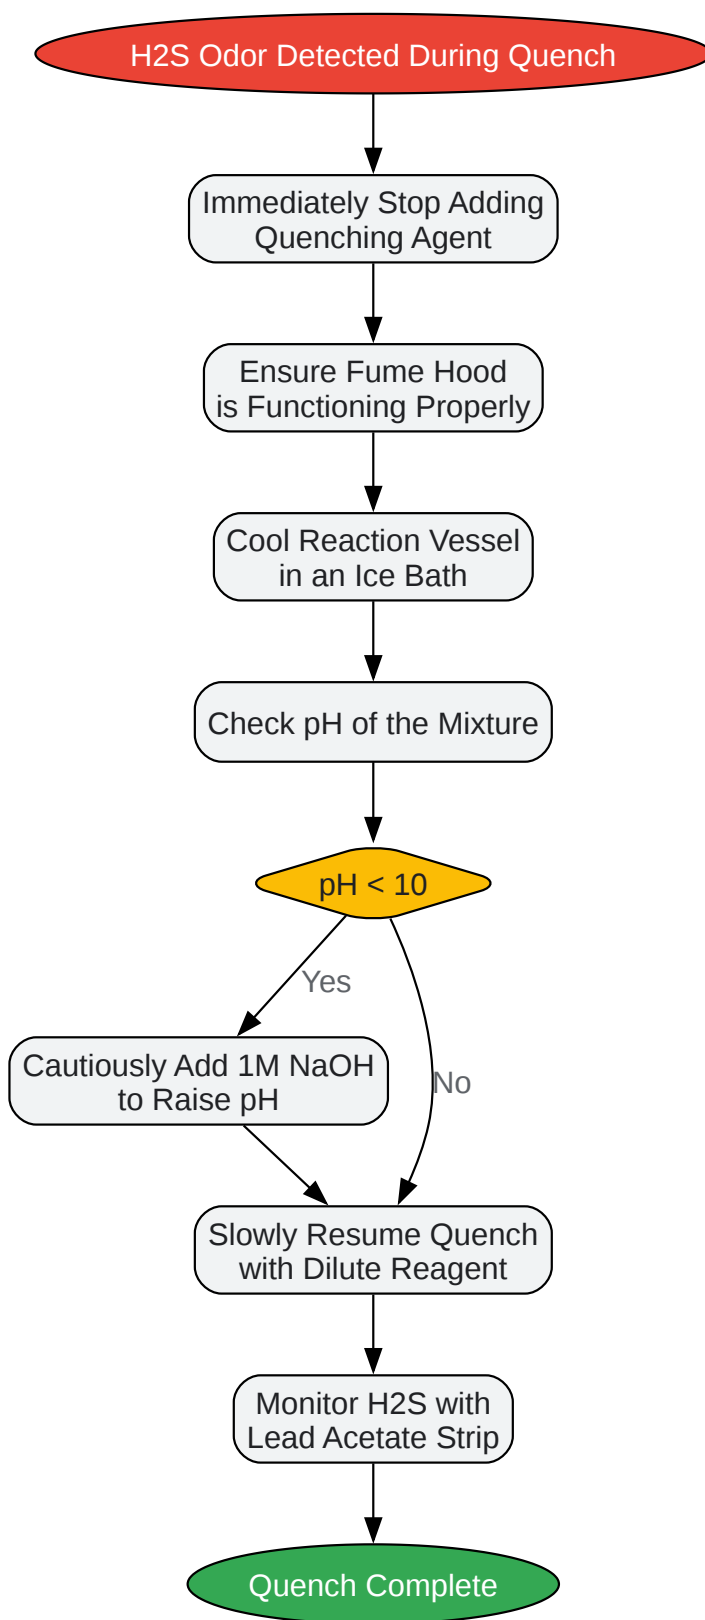 H2S Odor Detected During Quench
Immediately Stop Adding
Quenching Agent
Ensure Fume Hood
is Functioning Properly
Cool Reaction Vessel
in an Ice Bath
Check pH of the Mixture
pH < 10
Yes
Cautiously Add 1M NaOH
to Raise pH
No
Slowly Resume Quench
with Dilute Reagent
Monitor H2S with
Lead Acetate Strip
Quench Complete